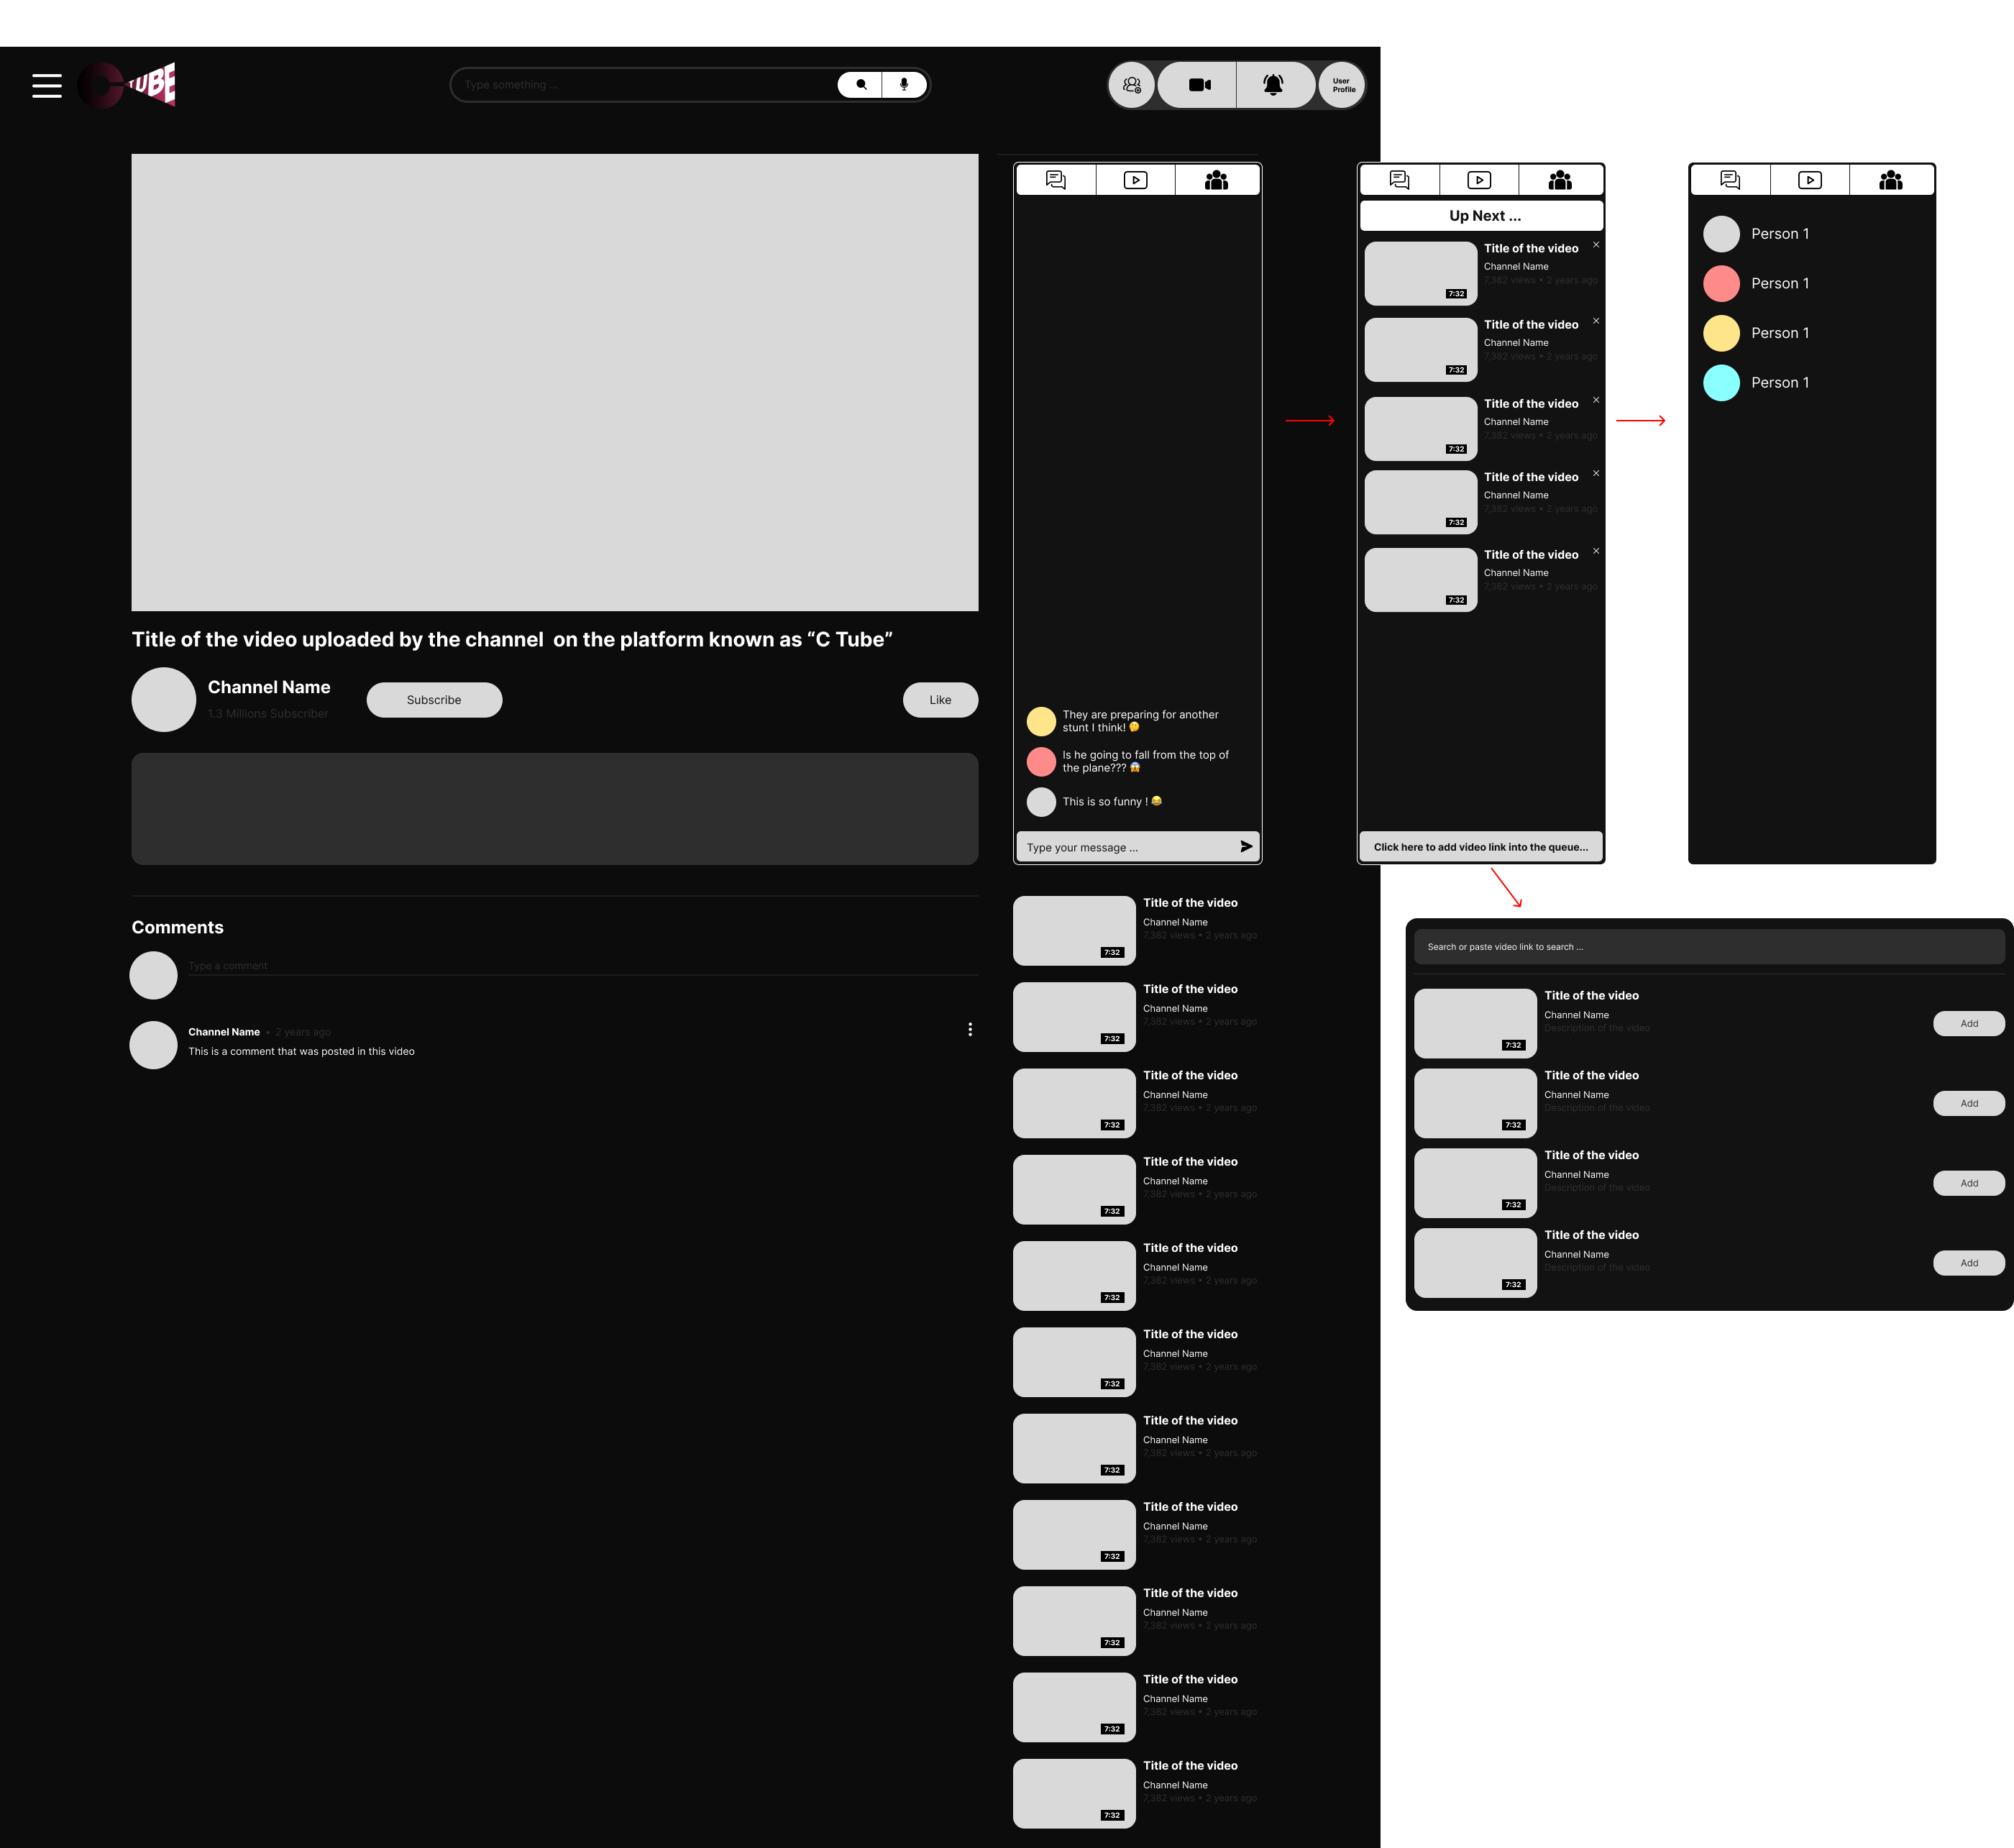 C TUBE
Type something ...
User
Profile
Title of the video uploaded by the channel  on the platform known as “C Tube”
Channel Name
1.3 Millions Subscriber
Subscribe
Like
Comments
Type a comment
Channel Name • 2 years ago
This is a comment that was posted in this video
They are preparing for another
stunt I think! 🤔
Is he going to fall from the top of
the plane??? 😱
This is so funny ! 😂
Type your message ...
Title of the video
Channel Name
7,382 views • 2 years ago
7:32
Title of the video
Channel Name
7,382 views • 2 years ago
7:32
Title of the video
Channel Name
7,382 views • 2 years ago
7:32
Title of the video
Channel Name
7,382 views • 2 years ago
7:32
Title of the video
Channel Name
7,382 views • 2 years ago
7:32
Title of the video
Channel Name
7,382 views • 2 years ago
7:32
Title of the video
Channel Name
7,382 views • 2 years ago
7:32
Title of the video
Channel Name
7,382 views • 2 years ago
7:32
Title of the video
Channel Name
7,382 views • 2 years ago
7:32
Title of the video
Channel Name
7,382 views • 2 years ago
7:32
Title of the video
Channel Name
7,382 views • 2 years ago
7:32
Up Next ...
Title of the video
Channel Name
7,382 views • 2 years ago
7:32
Title of the video
Channel Name
7,382 views • 2 years ago
7:32
Title of the video
Channel Name
7,382 views • 2 years ago
7:32
Title of the video
Channel Name
7,382 views • 2 years ago
7:32
Title of the video
Channel Name
7,382 views • 2 years ago
7:32
Click here to add video link into the queue...
Person 1
Person 1
Person 1
Person 1
Search or paste video link to search ...
Title of the video
Channel Name
Description of the video
7:32
Add
Title of the video
Channel Name
Description of the video
7:32
Add
Title of the video
Channel Name
Description of the video
7:32
Add
Title of the video
Channel Name
Description of the video
7:32
Add